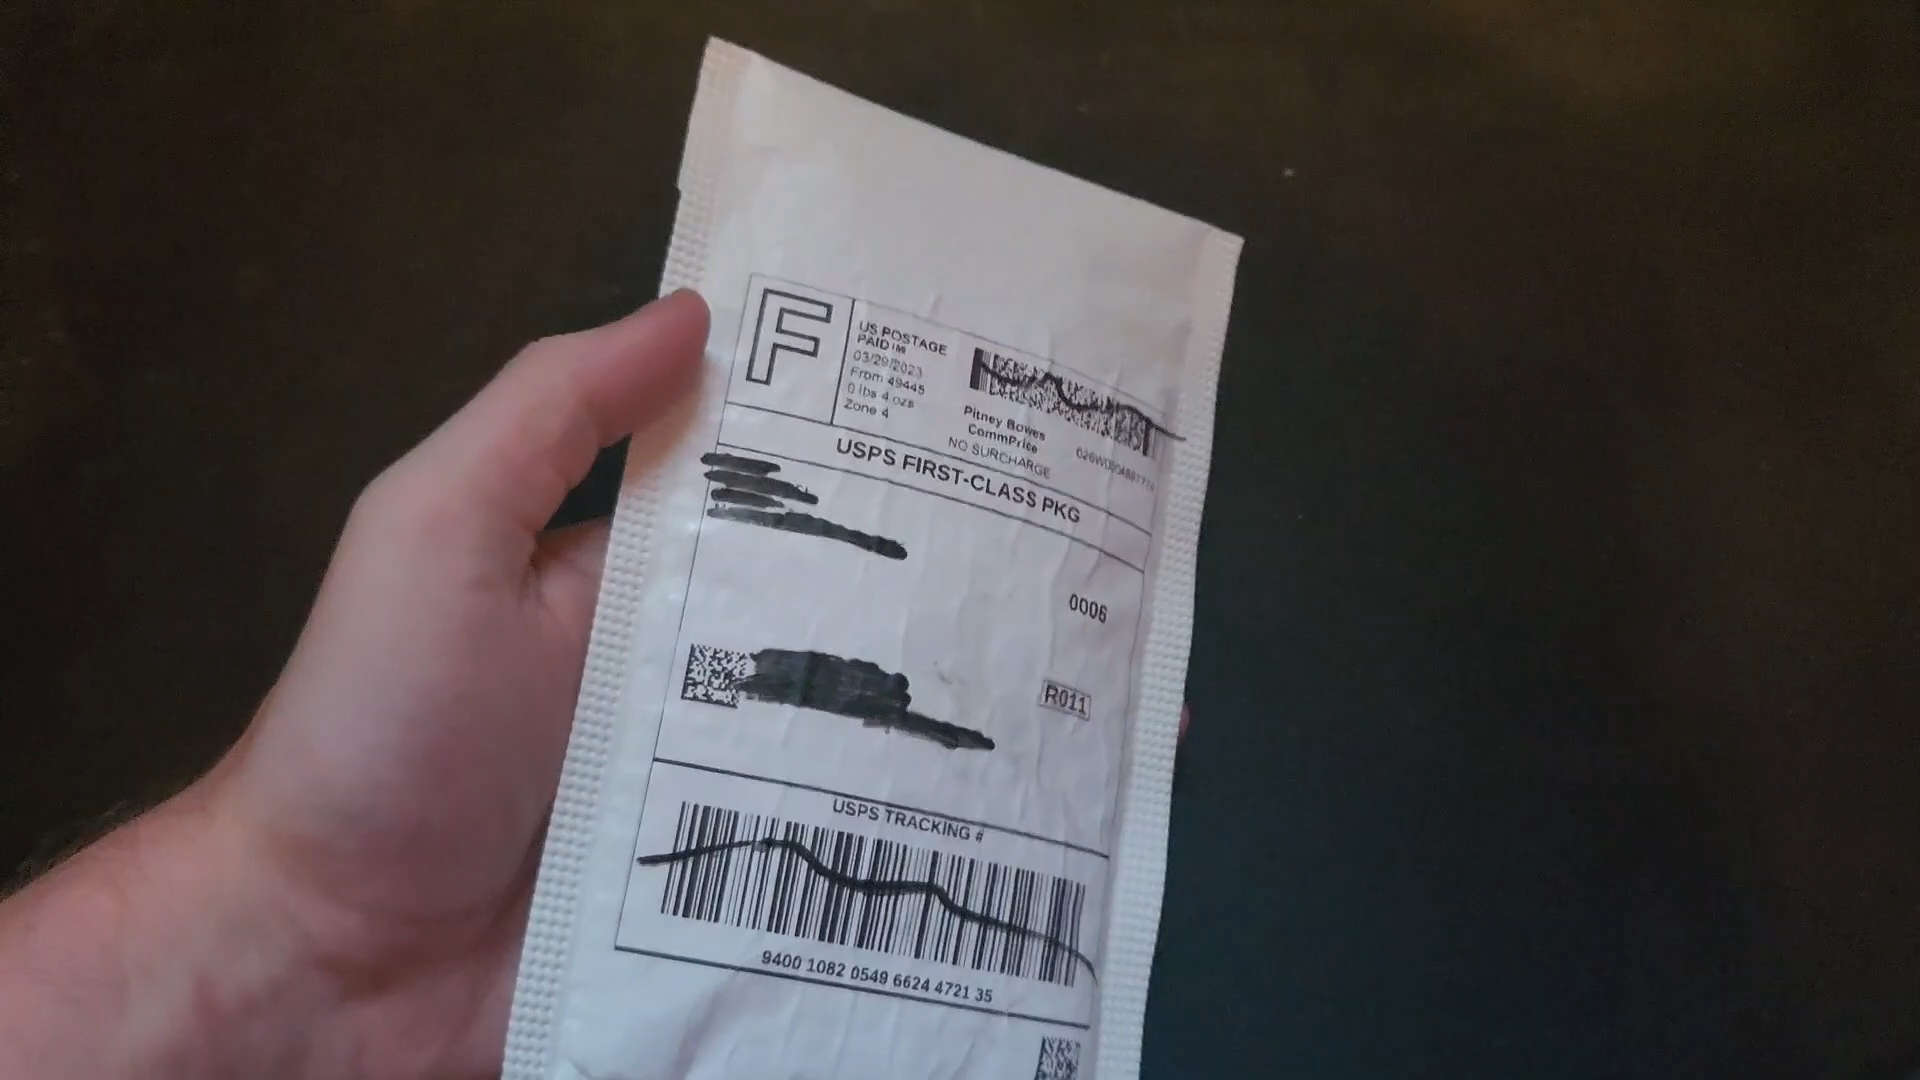 F
US POSTAGE
PAID IM
03/29/2023
From 49445
0 lbs 4 ozs
Zone 4
Pitney Bowes
CommPrice
NO SURCHARGE
USPS FIRST-CLASS PKG
0006
R011
USPS TRACKING #
9400 1082 0549 6624 4721 35